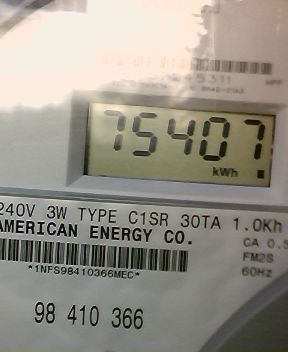 75407
kWh
240V 3W TYPE C1SR 30TA 1.0Kh
AMERICAN ENERGY CO.
CA 0.5
FM2S
60Hz
*1NFS98410366MEC*
98 410 366